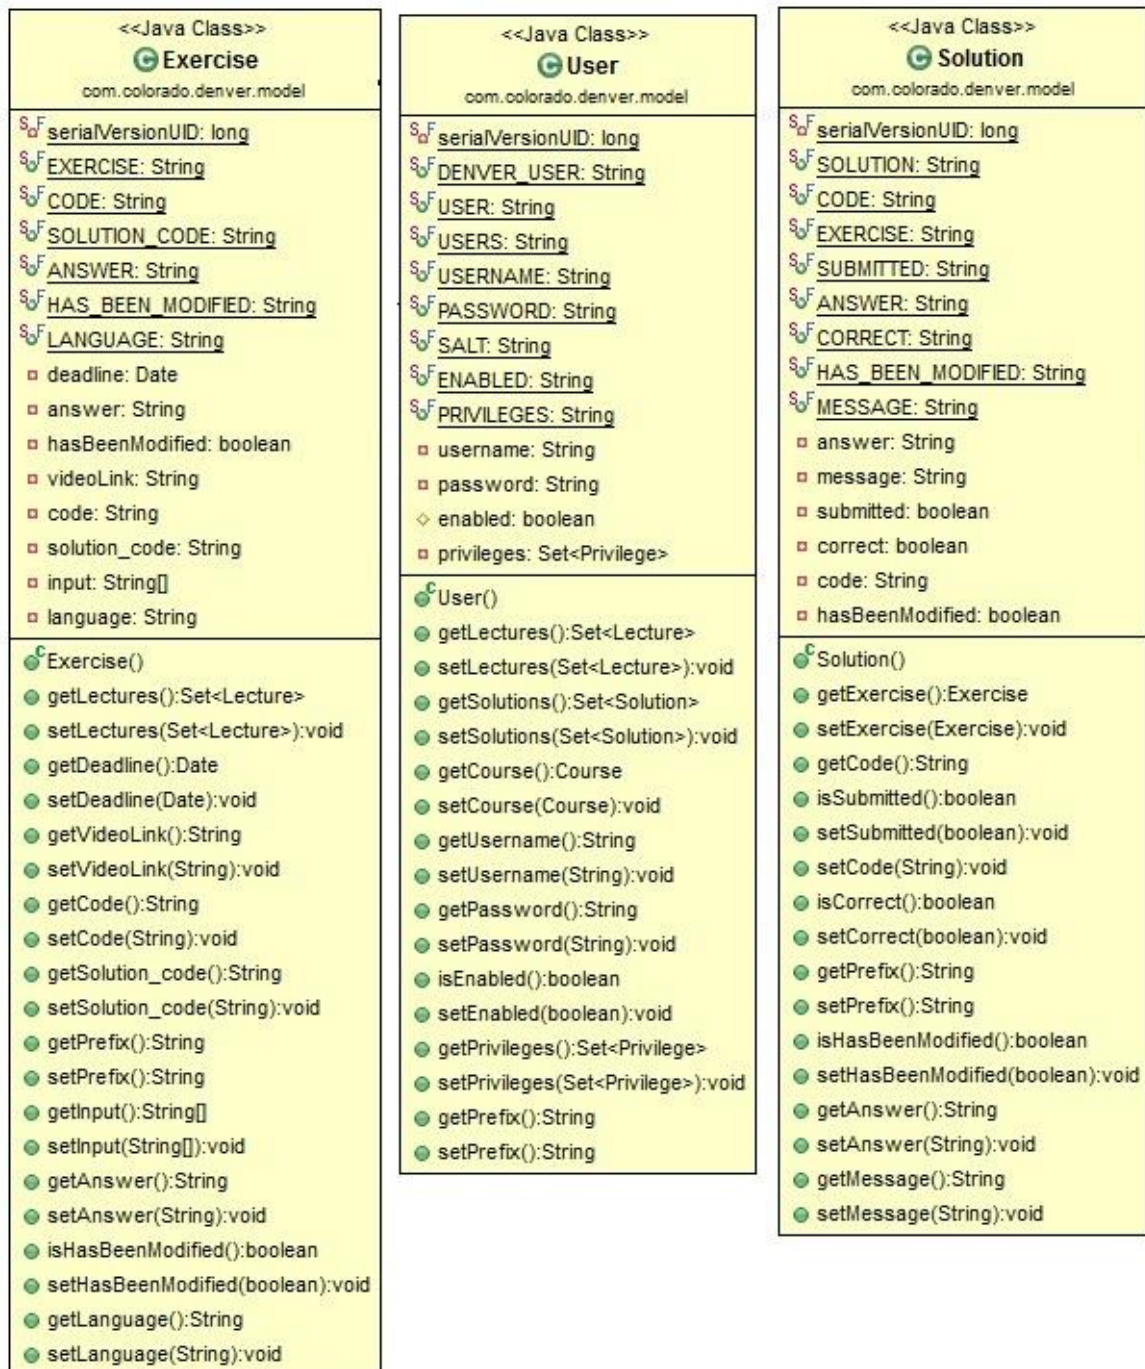 <<Java Class>>
Exercise
com.colorado.denver.model
serialVersionUID: long
EXERCISE: String
CODE: String
SOLUTION_CODE: String
ANSWER: String
HAS_BEEN_MODIFIED: String
LANGUAGE: String
deadline: Date
answer: String
hasBeenModified: boolean
videoLink: String
code: String
solution_code: String
input: String[]
language: String
Exercise()
getLectures():Set<Lecture>
setLectures(Set<Lecture>):void
getDeadline():Date
setDeadline(Date):void
getVideoLink():String
setVideoLink(String):void
getCode():String
setCode(String):void
getSolution_code():String
setSolution_code(String):void
getPrefix():String
setPrefix():String
getInput():String[]
setInput(String[]):void
getAnswer():String
setAnswer(String):void
isHasBeenModified():boolean
setHasBeenModified(boolean):void
getLanguage():String
setLanguage(String):void
<<Java Class>>
User
com.colorado.denver.model
serialVersionUID: long
DENVER_USER: String
USER: String
USERS: String
USERNAME: String
PASSWORD: String
SALT: String
ENABLED: String
PRIVILEGES: String
username: String
password: String
enabled: boolean
privileges: Set<Privilege>
User()
getLectures():Set<Lecture>
setLectures(Set<Lecture>):void
getSolutions():Set<Solution>
setSolutions(Set<Solution>):void
getCourse():Course
setCourse(Course):void
getUsername():String
setUsername(String):void
getPassword():String
setPassword(String):void
isEnabled():boolean
setEnabled(boolean):void
getPrivileges():Set<Privilege>
setPrivileges(Set<Privilege>):void
getPrefix():String
setPrefix():String
<<Java Class>>
Solution
com.colorado.denver.model
serialVersionUID: long
SOLUTION: String
CODE: String
EXERCISE: String
SUBMITTED: String
ANSWER: String
CORRECT: String
HAS_BEEN_MODIFIED: String
MESSAGE: String
answer: String
message: String
submitted: boolean
correct: boolean
code: String
hasBeenModified: boolean
Solution()
getExercise():Exercise
setExercise(Exercise):void
getCode():String
isSubmitted():boolean
setSubmitted(boolean):void
setCode(String):void
isCorrect():boolean
setCorrect(boolean):void
getPrefix():String
setPrefix():String
isHasBeenModified():boolean
setHasBeenModified(boolean):void
getAnswer():String
setAnswer(String):void
getMessage():String
setMessage(String):void